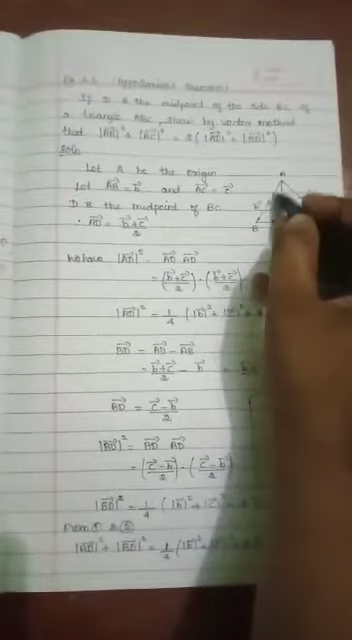 (Apollonius theorem)
If D is the midpoint of the side BC of
a triangle ABC, show by vector method
that |AB|² + |AC|² = 2(|AD|² + |BD|²)
Soln:
Let A be the origin
Let AB⃗ = b⃗ and AC⃗ = c⃗
D is the midpoint of BC
∴ AD⃗ = (b⃗+c⃗)/2
A
b⃗
B
We have |AD⃗|² = AD⃗ · AD⃗
= ((b⃗+c⃗)/2) · ((b⃗+c⃗)/2)
|AD⃗|² = 1/4 (|b⃗|² + |c⃗|² +
BD⃗ = AD⃗ − AB⃗
= (b⃗+c⃗)/2 − b⃗ =
BD⃗ = (c⃗−b⃗)/2
|BD⃗|² = BD⃗ · BD⃗
= ((c⃗−b⃗)/2) · ((c⃗−b⃗)/2)
|BD⃗|² = 1/4 (|b⃗|² + |c⃗|² −
From ① & ②
|AD⃗|² + |BD⃗|² = 1/4 (|b⃗|² +